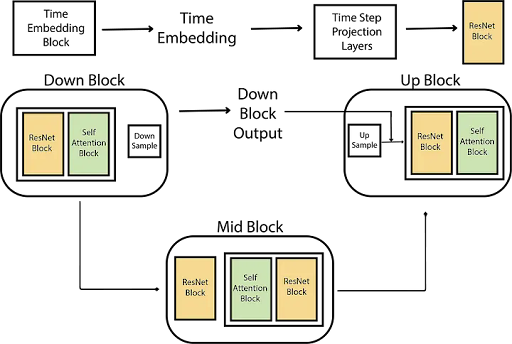 Time
Embedding
Block
Time
Embedding
Time Step
Projection
Layers
ResNet
Block
Down Block
ResNet
Block
Self
Attention
Block
Down
Sample
Down
Block
Output
Up Block
Up
Sample
ResNet
Block
Self
Attention
Block
Mid Block
ResNet
Block
Self
Attention
Block
ResNet
Block